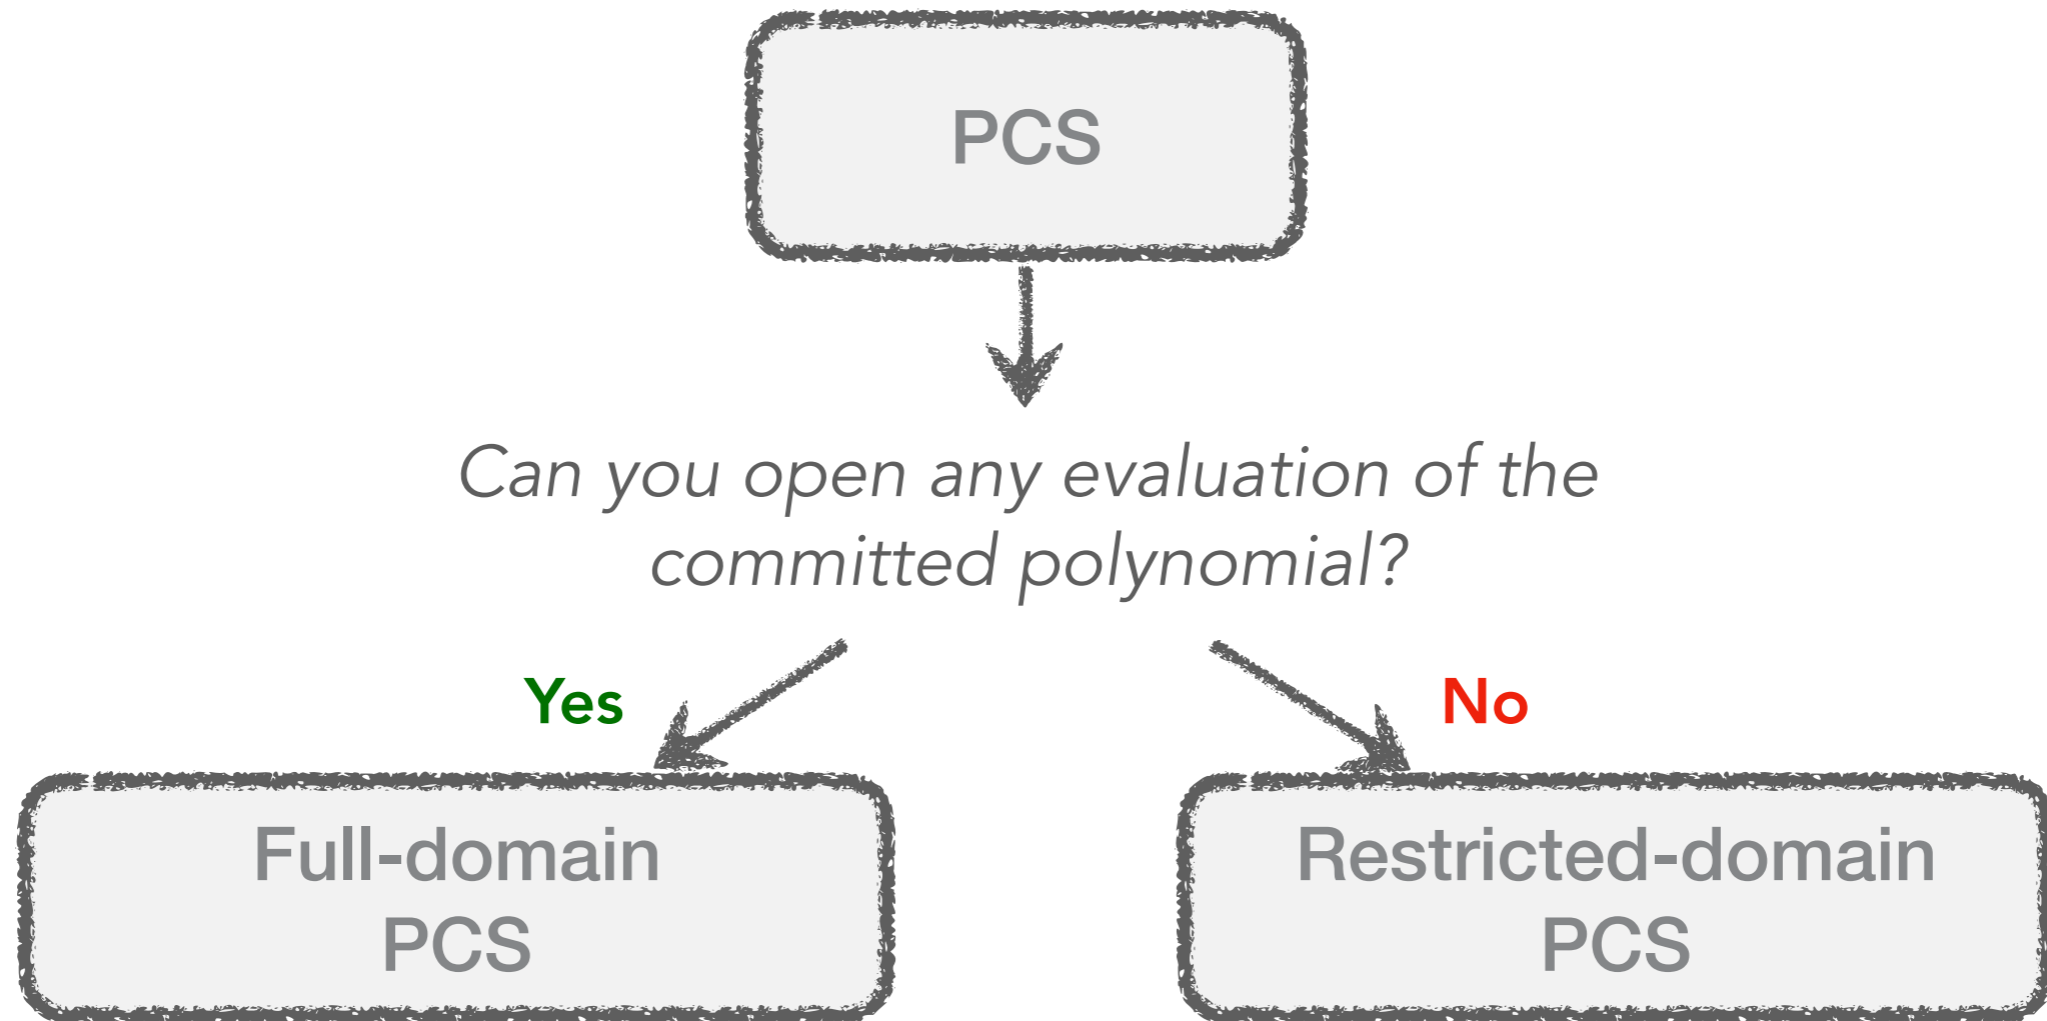 PCS
Can you open any evaluation of the
committed polynomial?
Yes
No
Full-domain
PCS
Restricted-domain
PCS